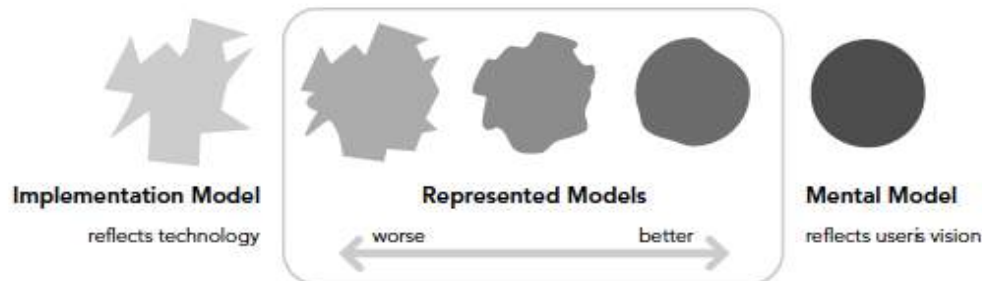 Implementation Model
reflects technology
Represented Models
worse
better
Mental Model
reflects useris vision